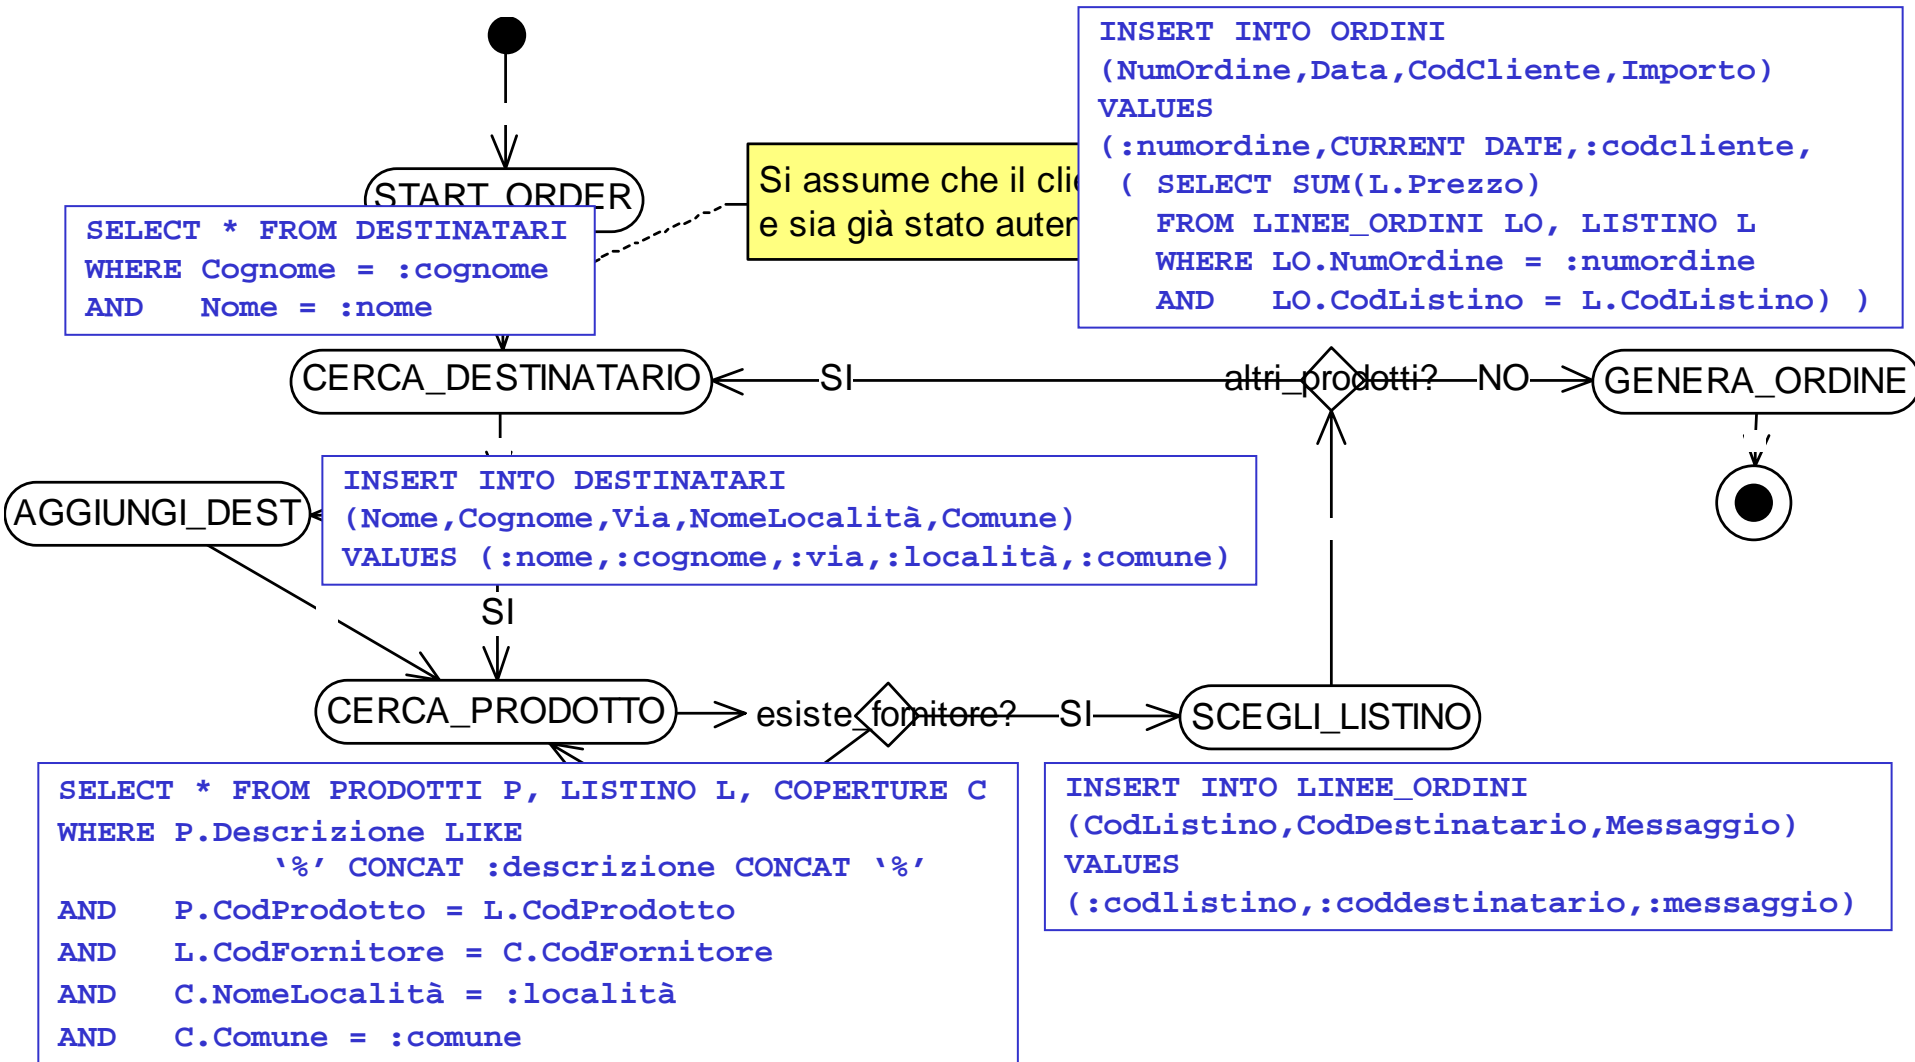 INSERT INTO ORDINI
(NumOrdine,Data,CodCliente,Importo)
VALUES
(:numordine,CURRENT DATE,:codcliente,
( SELECT SUM(L.Prezzo)
FROM LINEE_ORDINI LO, LISTINO L
WHERE LO.NumOrdine = :numordine
AND LO.CodListino = L.CodListino) )
START_ORDER
Si assume che il
e sia già stato
SELECT * FROM DESTINATARI
WHERE Cognome = :cognome
AND Nome = :nome
CERCA_DESTINATARIO
SI
altri_prodotti?
NO
GENERA_ORDINE
AGGIUNGI_DEST
INSERT INTO DESTINATARI
(Nome,Cognome,Via,NomeLocalità,Comune)
VALUES (:nome,:cognome,:via,:località,:comune)
SI
CERCA_PRODOTTO
esiste_fornitore?
SI
SCEGLI_LISTINO
SELECT * FROM PRODOTTI P, LISTINO L, COPERTURE C
WHERE P.Descrizione LIKE
‘%’ CONCAT :descrizione CONCAT ‘%’
AND P.CodProdotto = L.CodProdotto
AND L.CodFornitore = C.CodFornitore
AND C.NomeLocalità = :località
AND C.Comune = :comune
INSERT INTO LINEE_ORDINI
(CodListino,CodDestinatario,Messaggio)
VALUES
(:codlistino,:coddestinatario,:messaggio)